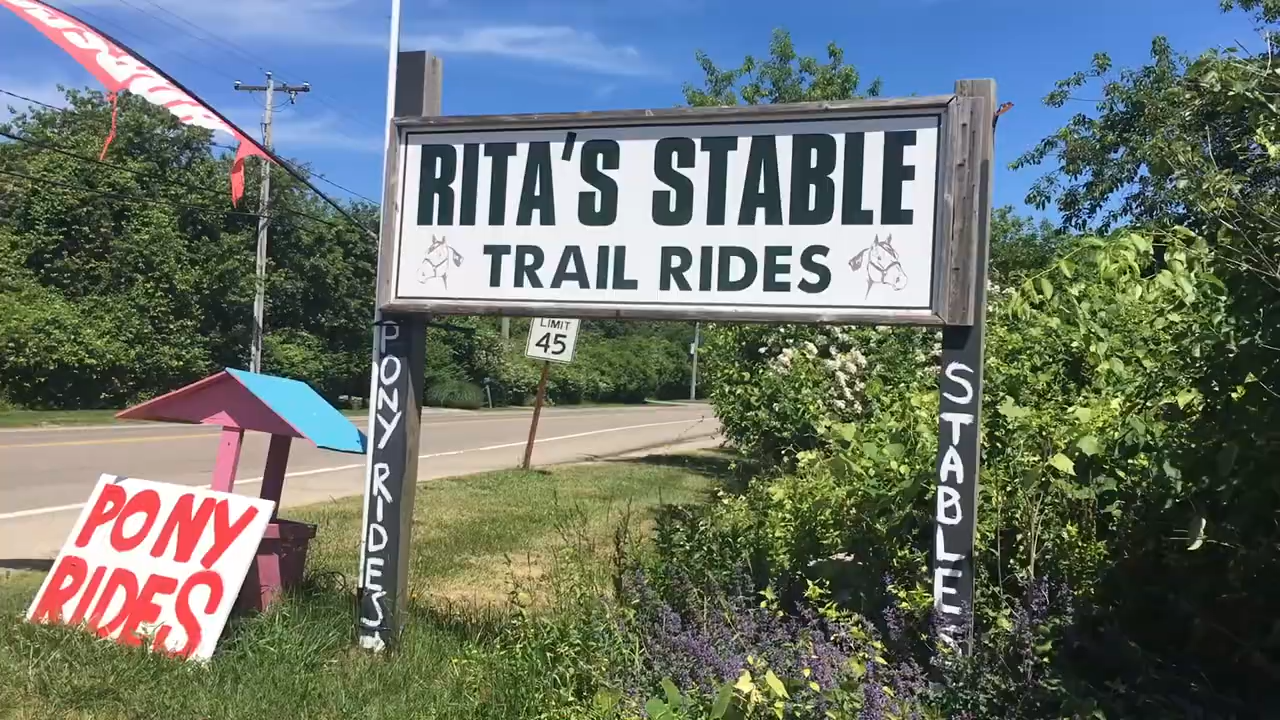 RITA'S STABLE
TRAIL RIDES
LIMIT
45
PONY RIDES
STABLES
PONY
RIDES